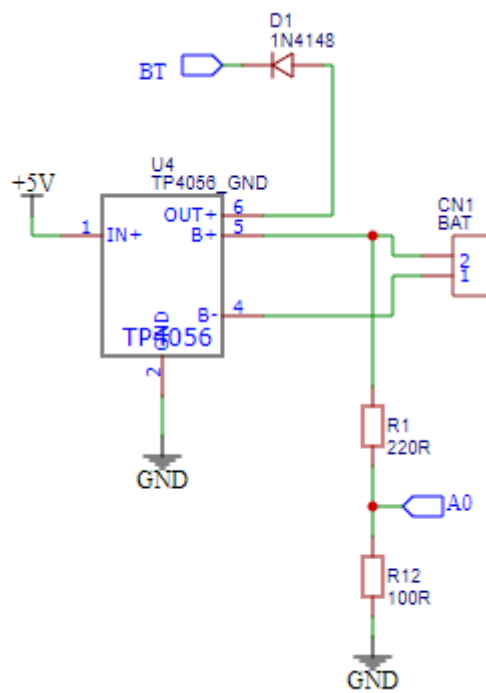 D1
1N4148
BT
U4
TP4056_GND
+5V
OUT+
6
CN1
BAT
1
IN+
B+
5
2
1
B-
4
TP4056
GND
2
R1
220R
GND
A0
R12
100R
GND